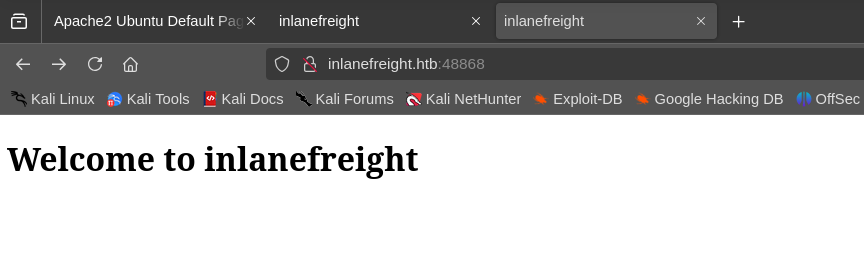 Apache2 Ubuntu Default Pag
inlanefreight
inlanefreight
inlanefreight.htb:48868
Kali Linux
Kali Tools
Kali Docs
Kali Forums
Kali NetHunter
Exploit-DB
Google Hacking DB
OffSec
Welcome to inlanefreight